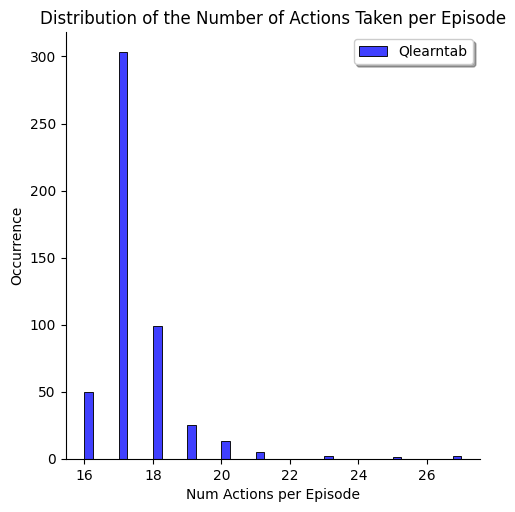 Distribution of the Number of Actions Taken per Episode
Qlearntab
300
250
200
150
100
50
0
Occurrence
16 18 20 22 24 26
Num Actions per Episode